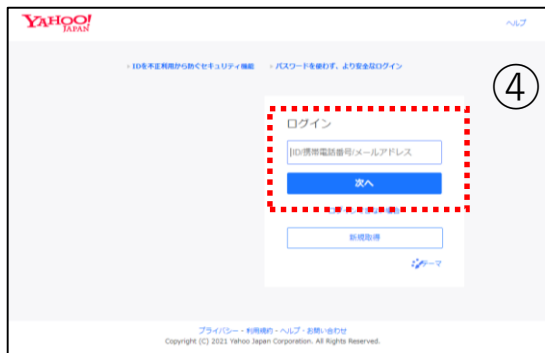 YAHOO!
JAPAN
ヘルプ
IDを不正利用から防ぐセキュリティ機能 パスワードを使わず、より安全なログイン
④
ログイン
ID/携帯電話番号/メールアドレス
次へ
新規取得
テーマ
プライバシー - 利用規約 - ヘルプ・お問い合わせ
Copyright (C) 2021 Yahoo Japan Corporation. All Rights Reserved.